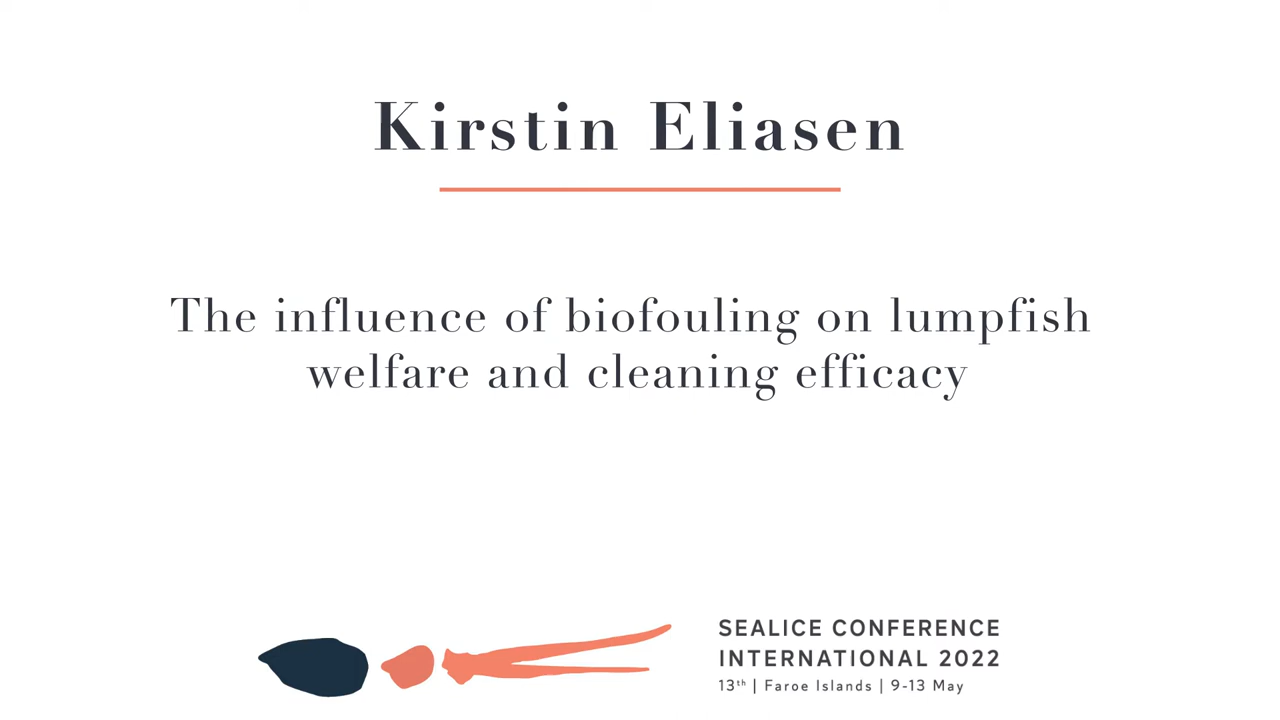 Kirstin Eliasen
The influence of biofouling on lumpfish
welfare and cleaning efficacy
SEALICE CONFERENCE
INTERNATIONAL 2022
13th | Faroe Islands | 9-13 May